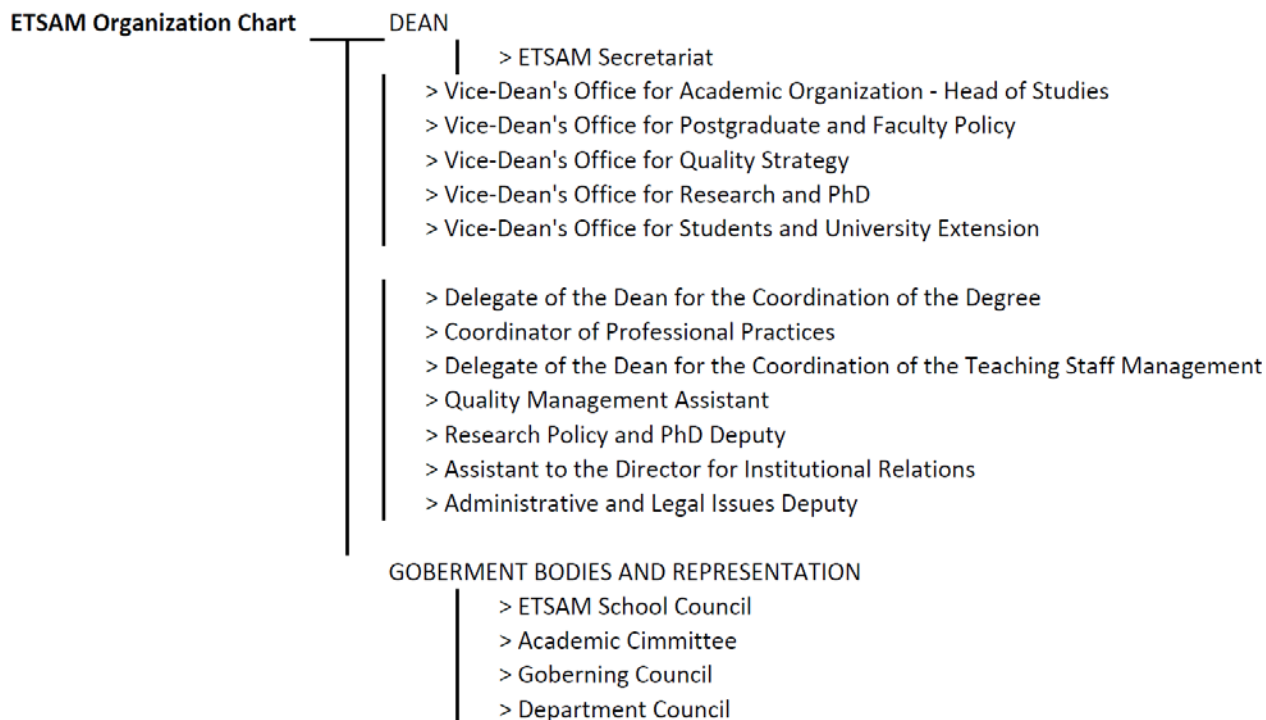 ETSAM Organization Chart DEAN
> ETSAM Secretariat
> Vice-Dean's Office for Academic Organization - Head of Studies
> Vice-Dean's Office for Postgraduate and Faculty Policy
> Vice-Dean's Office for Quality Strategy
> Vice-Dean's Office for Research and PhD
> Vice-Dean's Office for Students and University Extension
> Delegate of the Dean for the Coordination of the Degree
> Coordinator of Professional Practices
> Delegate of the Dean for the Coordination of the Teaching Staff Management
> Quality Management Assistant
> Research Policy and PhD Deputy
> Assistant to the Director for Institutional Relations
> Administrative and Legal Issues Deputy
GOBERMENT BODIES AND REPRESENTATION
> ETSAM School Council
> Academic Cimmittee
> Goberning Council
> Department Council